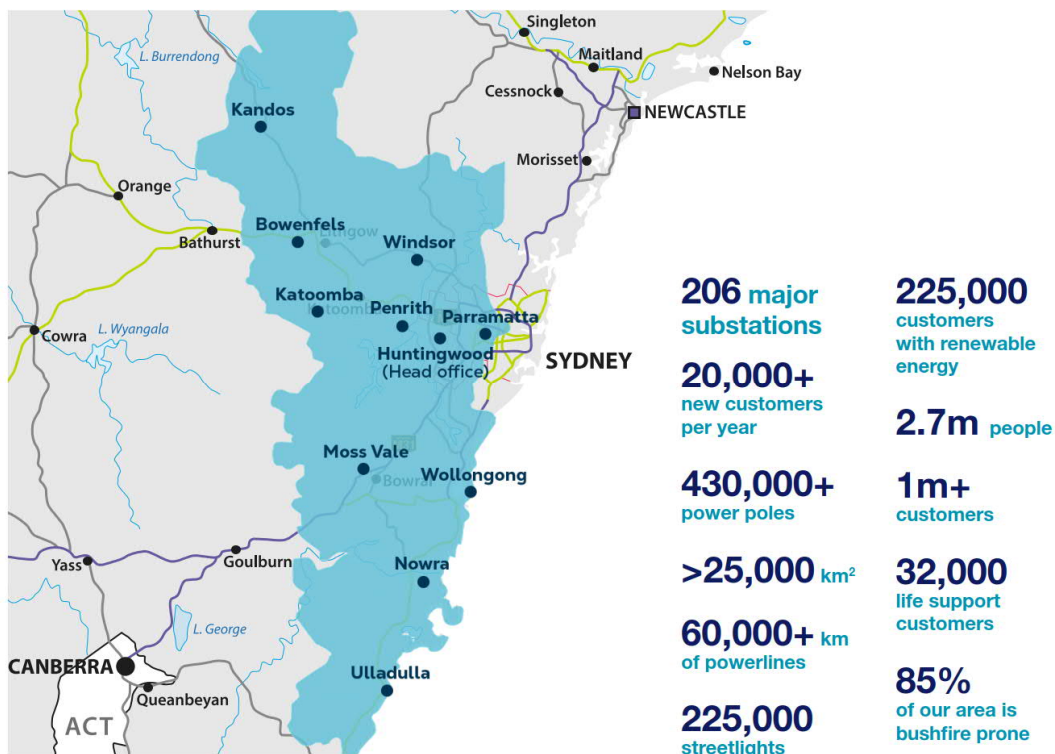 Singleton
L. Burrendong
Maitland
Nelson Bay
Cessnock
Kandos
NEWCASTLE
Morisset
Orange
Bowenfels
Lithgow
Bathurst
Windsor
Katoomba
Katoomba
Penrith
Parramatta
L. Wyangala
Cowra
Huntingwood
(Head office)
SYDNEY
Moss Vale
Bowral
Wollongong
Goulburn
Yass
Nowra
L. George
CANBERRA
Ulladulla
Queanbeyan
ACT
206 major
substations
20,000+
new customers
per year
430,000+
power poles
>25,000 km²
60,000+ km
of powerlines
225,000
streetlights
225,000
customers
with renewable
energy
2.7m people
1m+
customers
32,000
life support
customers
85%
of our area is
bushfire prone